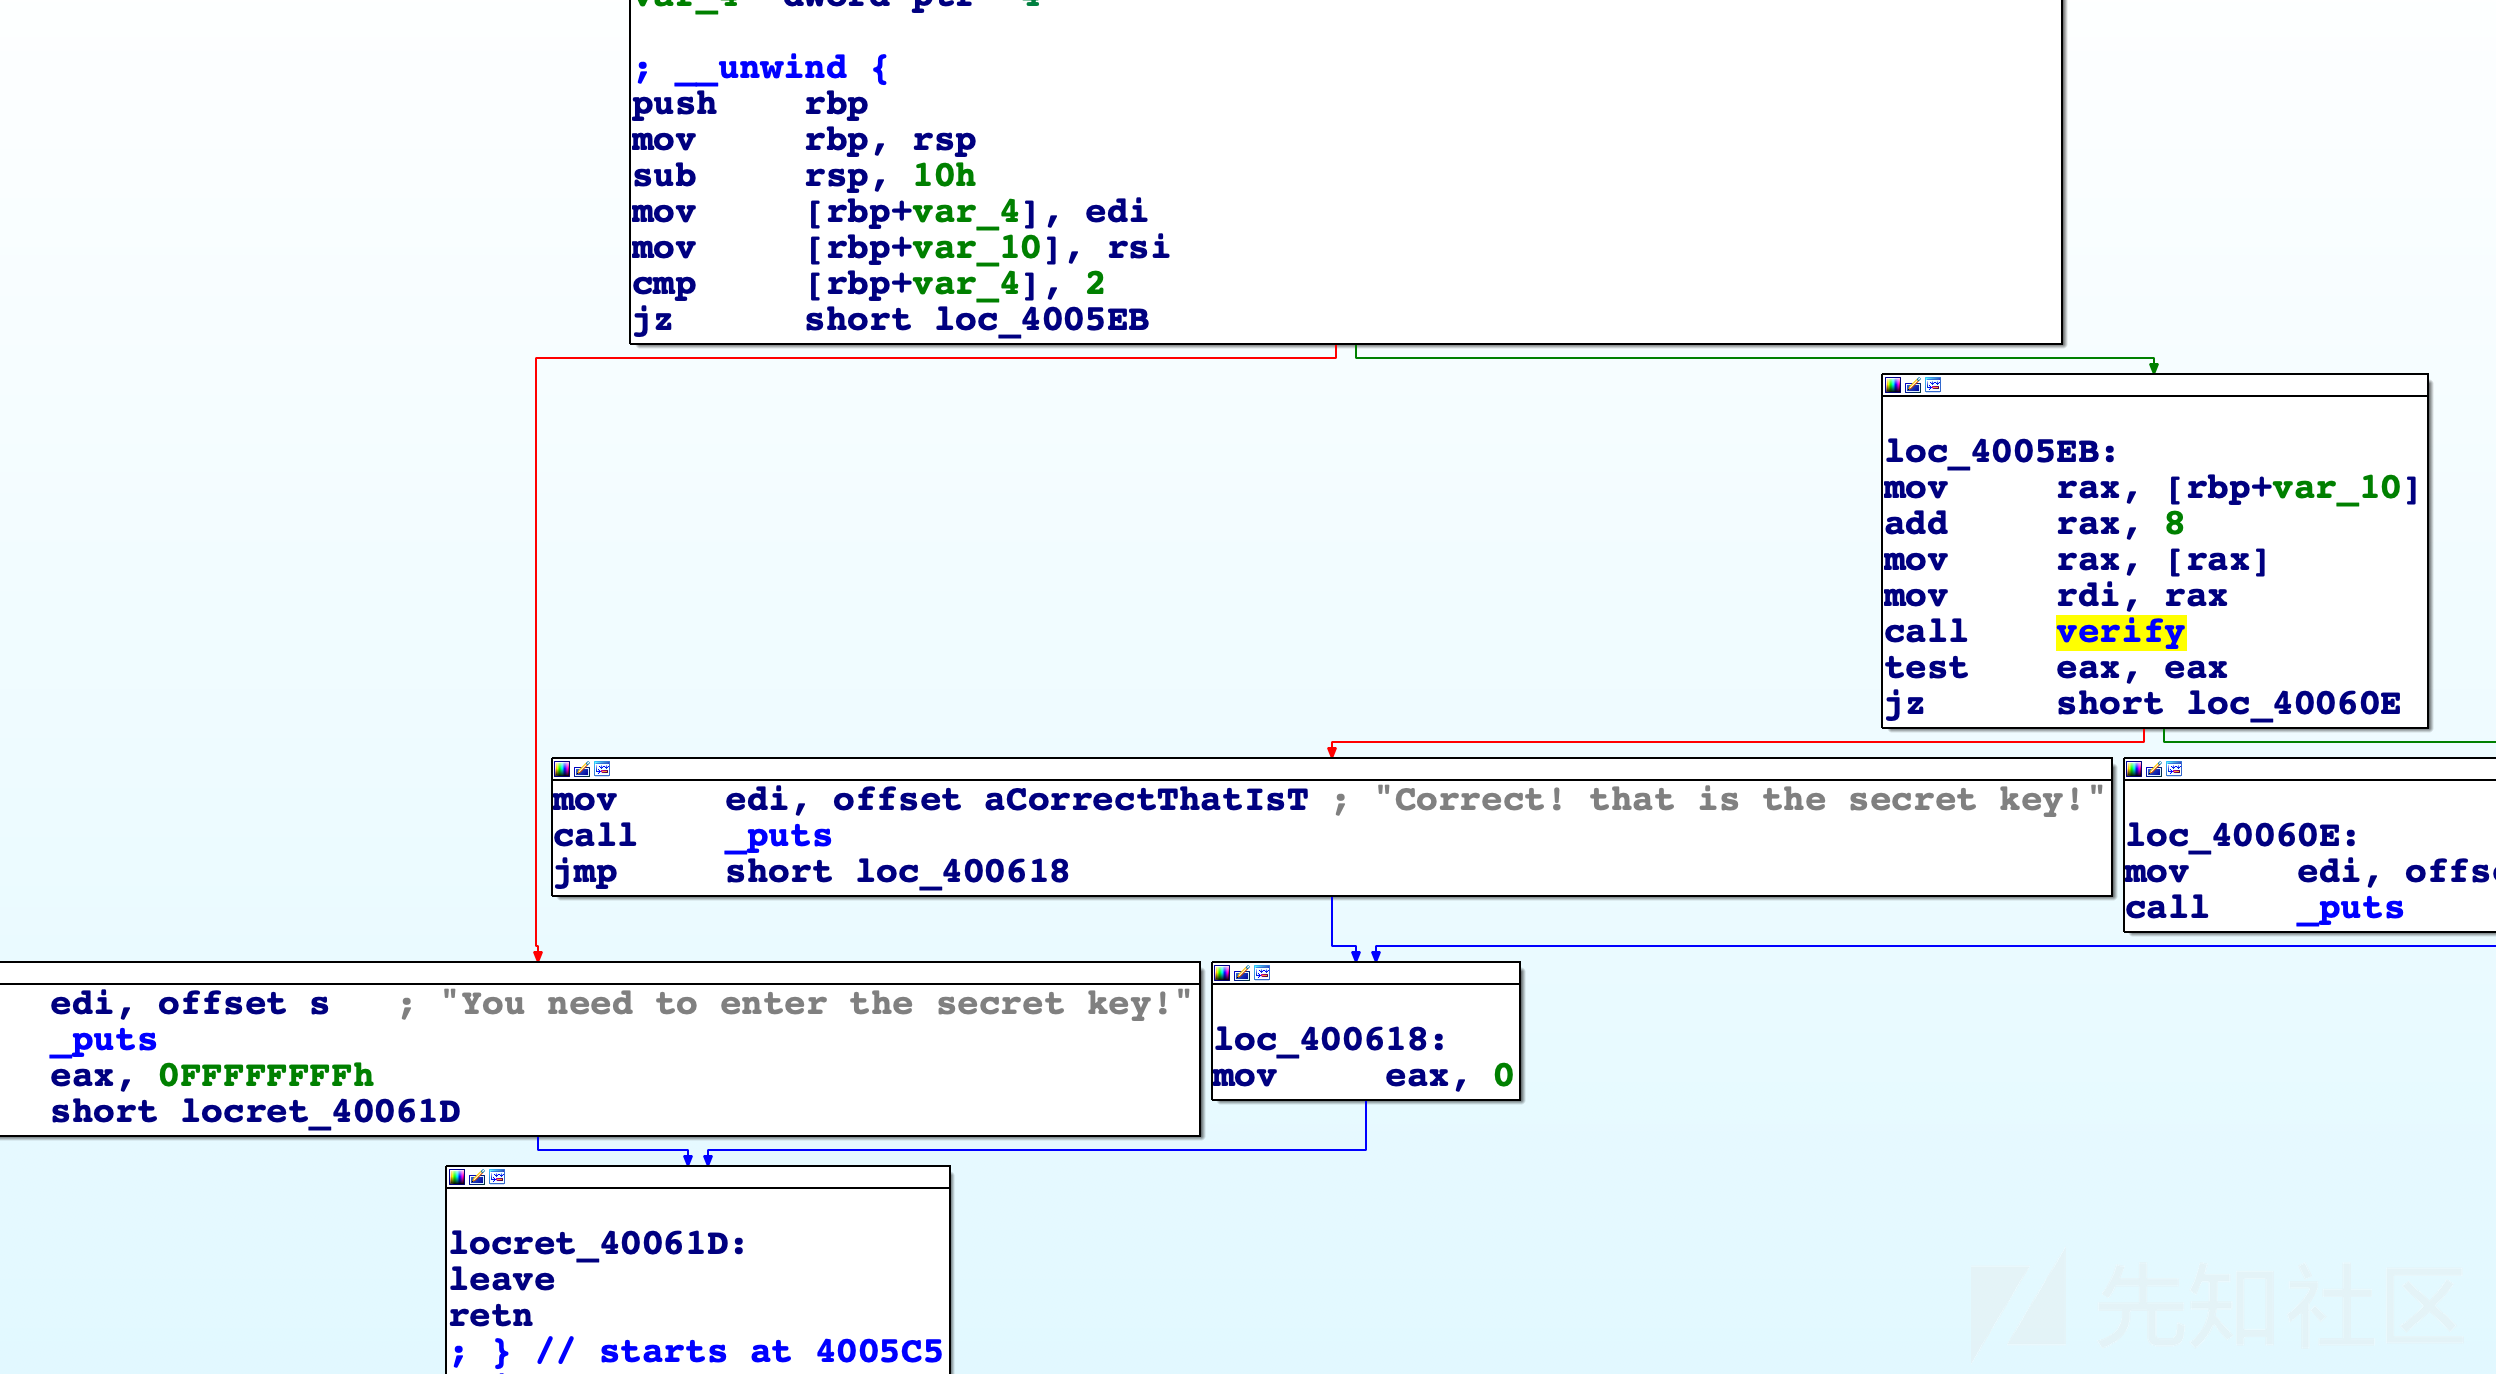 var_4= dword ptr -4
; __unwind {
push rbp
mov rbp, rsp
sub rsp, 10h
mov [rbp+var_4], edi
mov [rbp+var_10], rsi
cmp [rbp+var_4], 2
jz short loc_4005EB
loc_4005EB:
mov rax, [rbp+var_10]
add rax, 8
mov rax, [rax]
mov rdi, rax
call verify
test eax, eax
jz short loc_40060E
mov edi, offset aCorrectThatIsT ; "Correct! that is the secret key!"
call _puts
jmp short loc_400618
loc_40060E:
mov edi, offs
call _puts
edi, offset s ; "You need to enter the secret key!"
_puts
eax, 0FFFFFFFFh
short locret_40061D
loc_400618:
mov eax, 0
locret_40061D:
leave
retn
; } // starts at 4005C5
先知社区